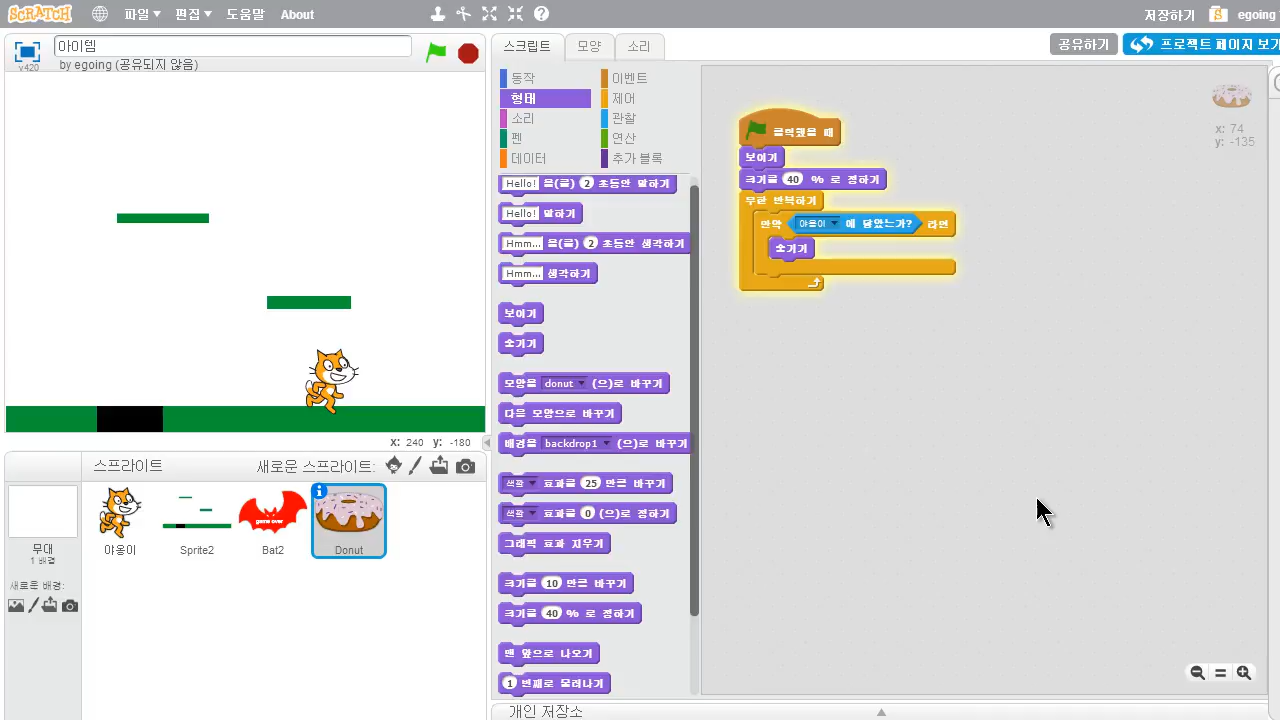 SCRATCH 파일 편집 도움말 About 저장하기 egoing
v420 아이템
by egoing (공유되지 않음)
x: 240 y: -180
스프라이트 새로운 스프라이트:
무대
1 배경
새로운 배경:
야옹이
Sprite2
game over
Bat2
Donut
스크립트 모양 소리
공유하기 프로젝트 페이지 보기
동작 이벤트
형태 제어
소리 관찰
펜 연산
데이터 추가 블록
Hello! 을(를) 2 초동안 말하기
Hello! 말하기
Hmm... 을(를) 2 초동안 생각하기
Hmm... 생각하기
보이기
숨기기
모양을 donut (으)로 바꾸기
다음 모양으로 바꾸기
배경을 backdrop1 (으)로 바꾸기
색깔 효과를 25 만큼 바꾸기
색깔 효과를 0 (으)로 정하기
그래픽 효과 지우기
크기를 10 만큼 바꾸기
크기를 40 % 로 정하기
맨 앞으로 나오기
1 번째로 물러나기
클릭했을 때
보이기
크기를 40 % 로 정하기
무한 반복하기
만약 야옹이 에 닿았는가? 라면
숨기기
x: 74
y: -135
개인 저장소